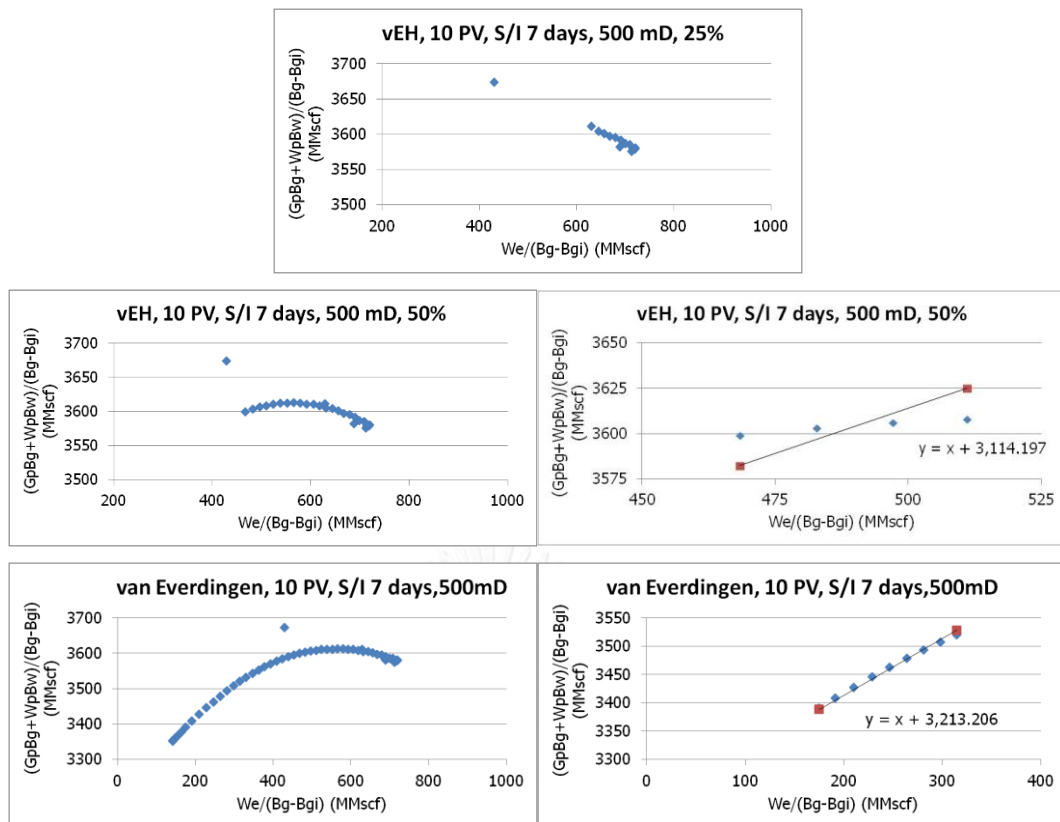 vEH, 10 PV, S/I 7 days, 500 mD, 25%
(GpBg+WpBw)/(Bg-Bgi)
(MMscf)
3700
3650
3600
3550
3500
200 400 600 800 1000
We/(Bg-Bgi) (MMscf)
vEH, 10 PV, S/I 7 days, 500 mD, 50%
(GpBg+WpBw)/(Bg-Bgi)
(MMscf)
3700
3650
3600
3550
3500
200 400 600 800 1000
We/(Bg-Bgi) (MMscf)
vEH, 10 PV, S/I 7 days, 500 mD, 50%
(GpBg+WpBw)/(Bg-Bgi)
(MMscf)
3650
3625
3600
3575
y = x + 3,114.197
450 475 500 525
We/(Bg-Bgi) (MMscf)
van Everdingen, 10 PV, S/I 7 days,500mD
(GpBg+WpBw)/(Bg-Bgi)
(MMscf)
3700
3600
3500
3400
3300
0 200 400 600 800 1000
We/(Bg-Bgi) (MMscf)
van Everdingen, 10 PV, S/I 7 days,500mD
(GpBg+WpBw)/(Bg-Bgi)
(MMscf)
3550
3500
3450
3400
3350
3300
y = x + 3,213.206
0 100 200 300 400
We/(Bg-Bgi) (MMscf)